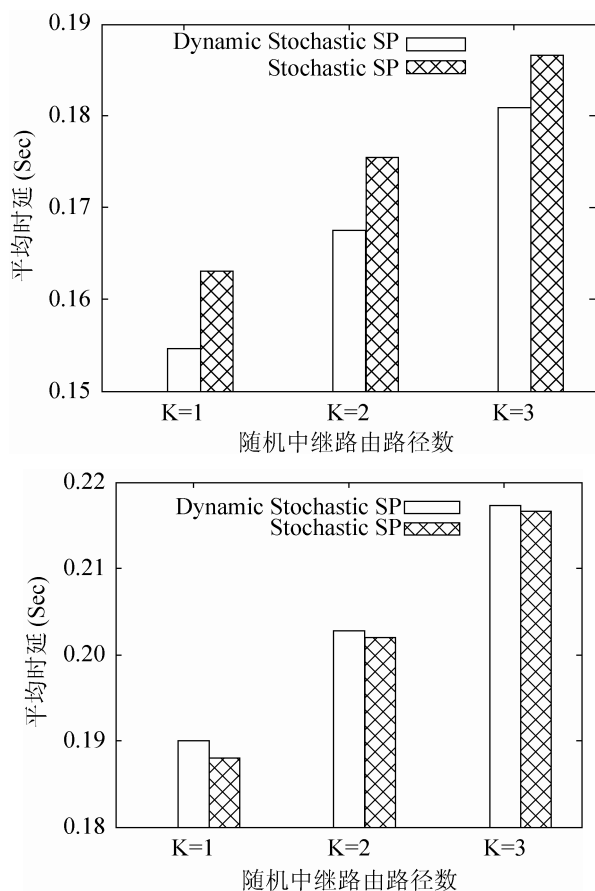 0.19
Dynamic Stochastic SP
Stochastic SP
0.18
0.17
0.16
0.15
平均时延(Sec)
K=1 K=2 K=3
随机中继路由路径数
0.22
Dynamic Stochastic SP
Stochastic SP
0.21
0.20
0.19
0.18
平均时延(Sec)
K=1 K=2 K=3
随机中继路由路径数